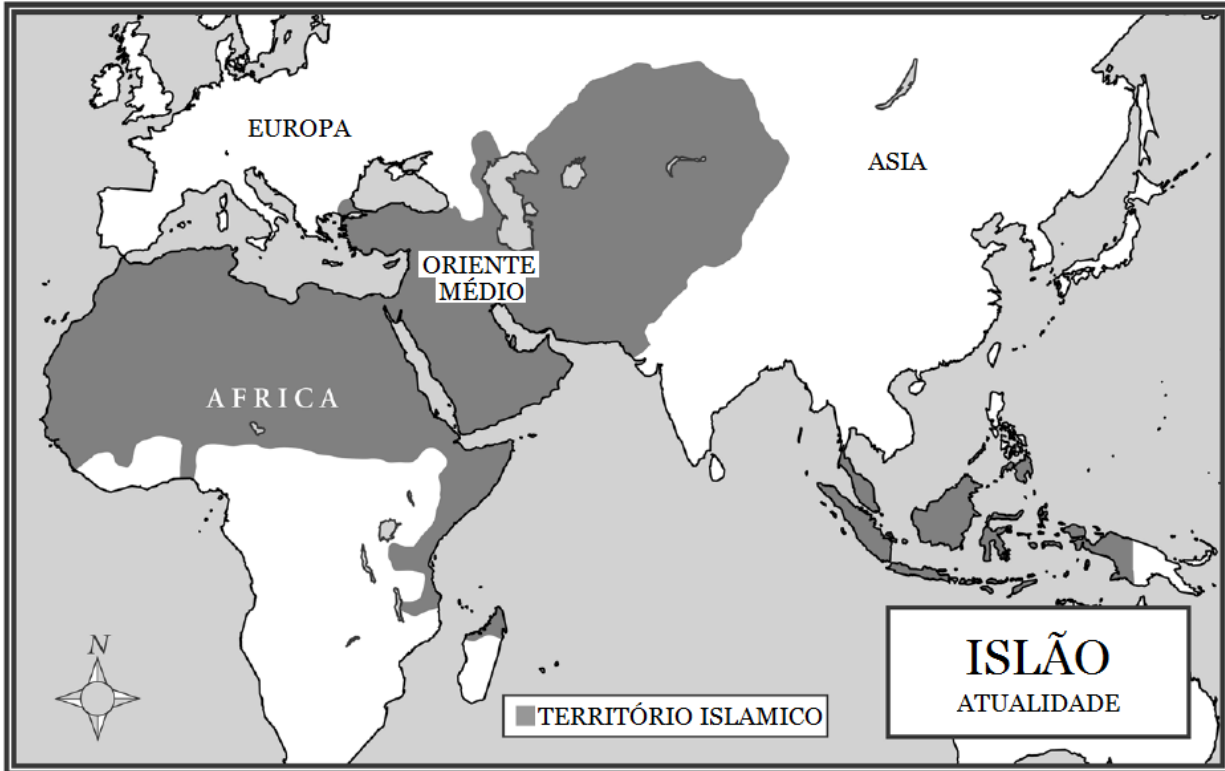 EUROPA
ASIA
ORIENTE
MÉDIO
AFRICA
N
ISLÃO
ATUALIDADE
TERRITÓRIO ISLAMICO